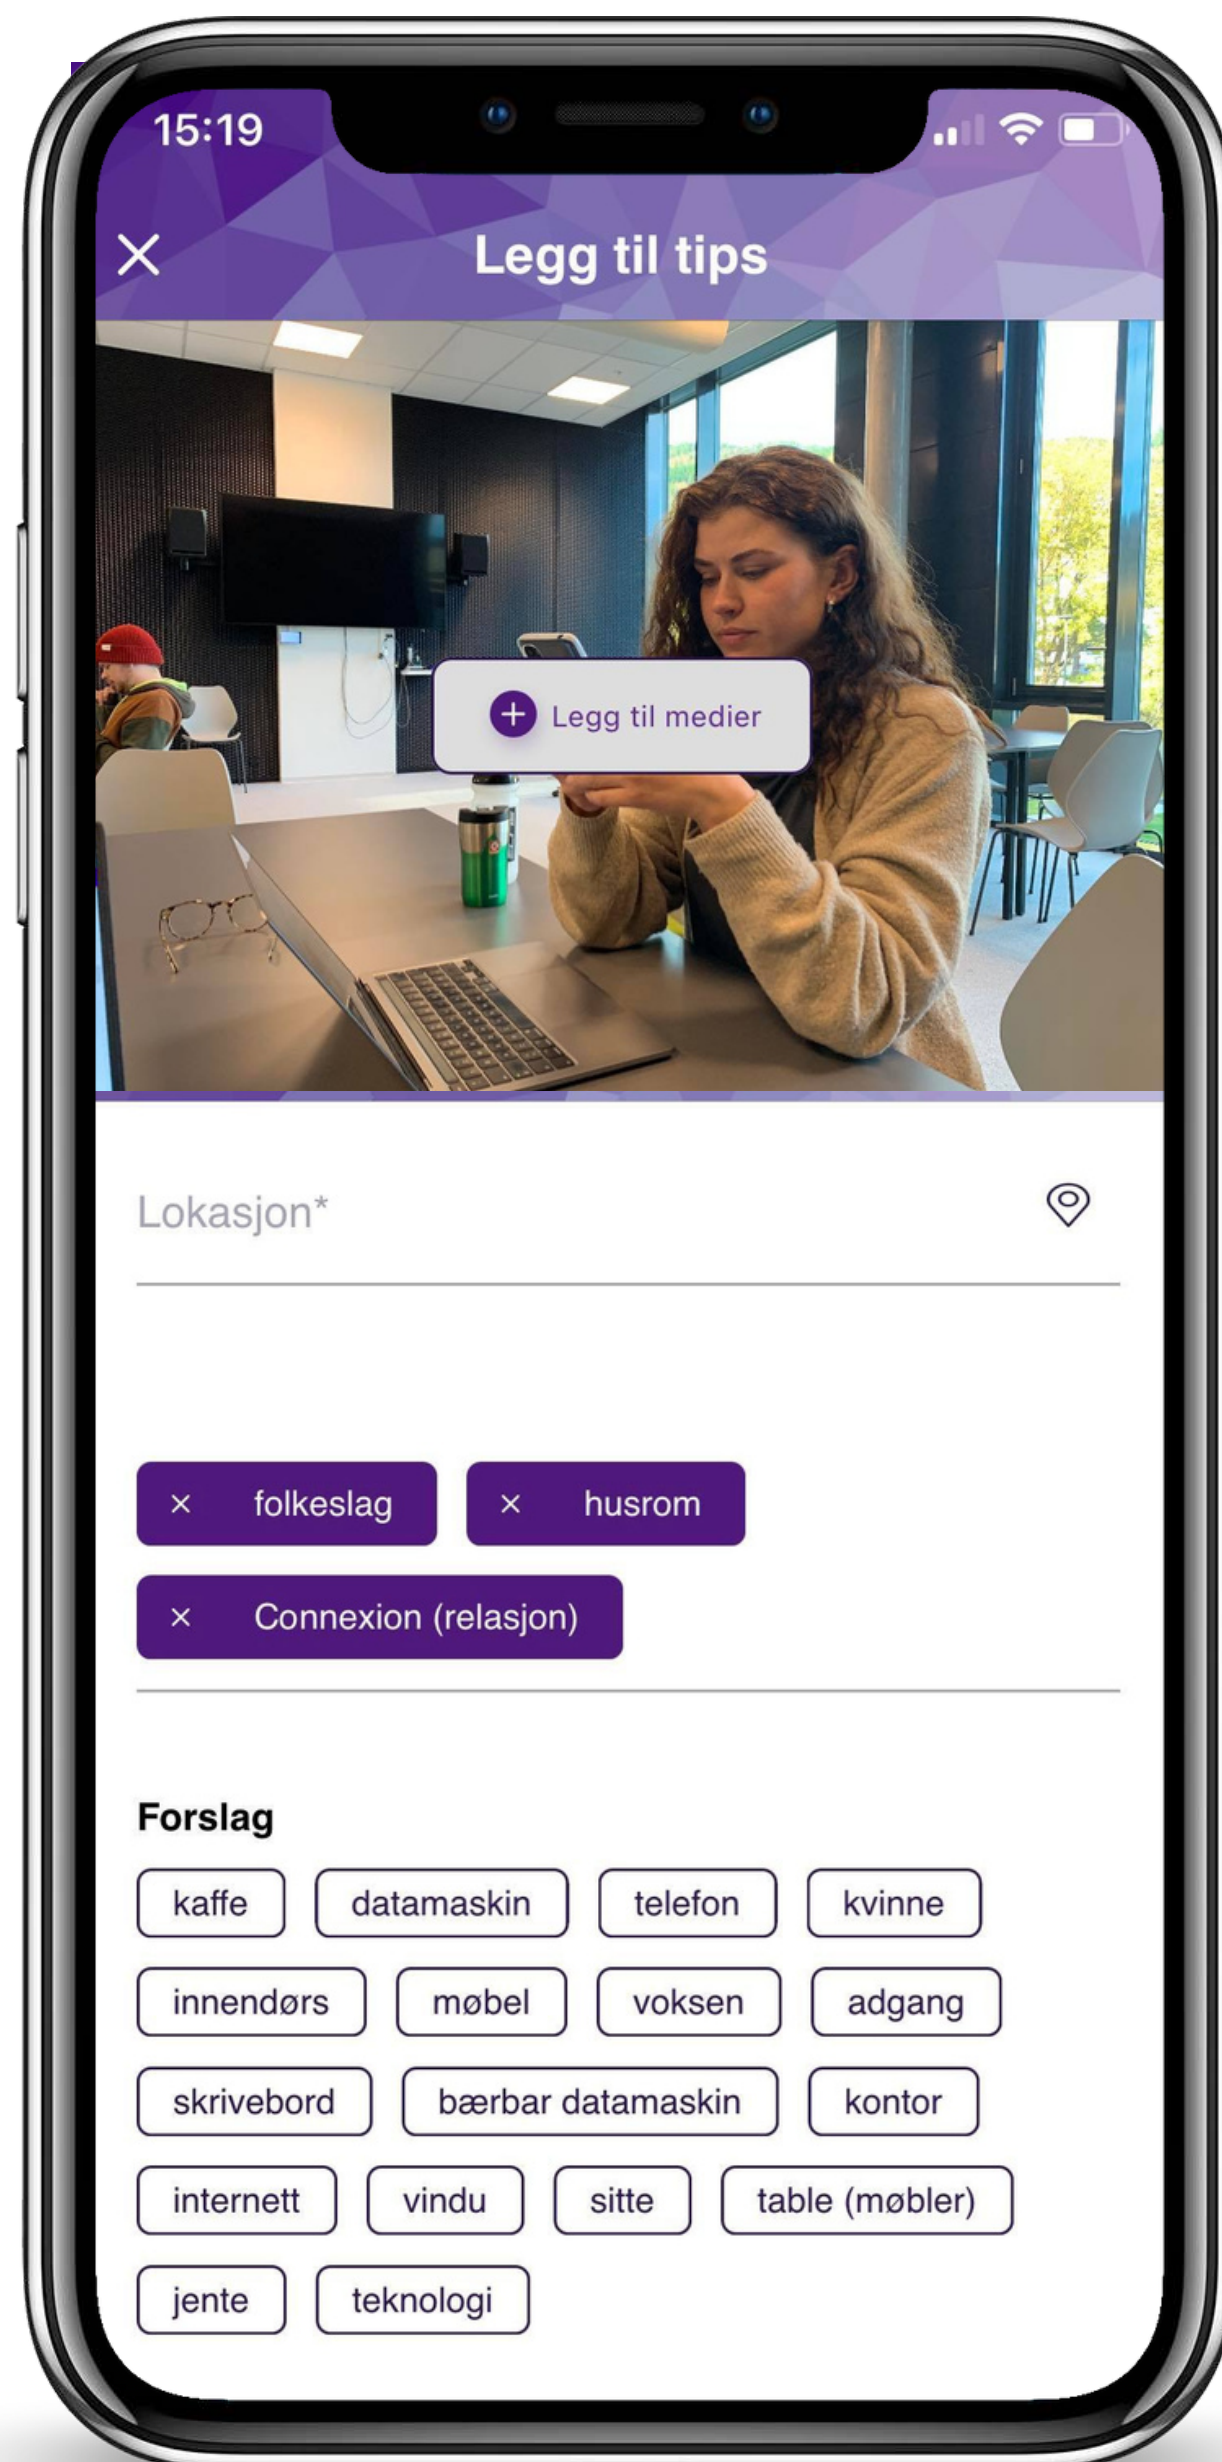 15:19
Legg til tips
Legg til medier
Lokasjon*
× folkeslag × husrom
× Connexion (relasjon)
Forslag
kaffe datamaskin telefon kvinne
innendørs møbel voksen adgang
skrivebord bærbar datamaskin kontor
internett vindu sitte table (møbler)
jente teknologi